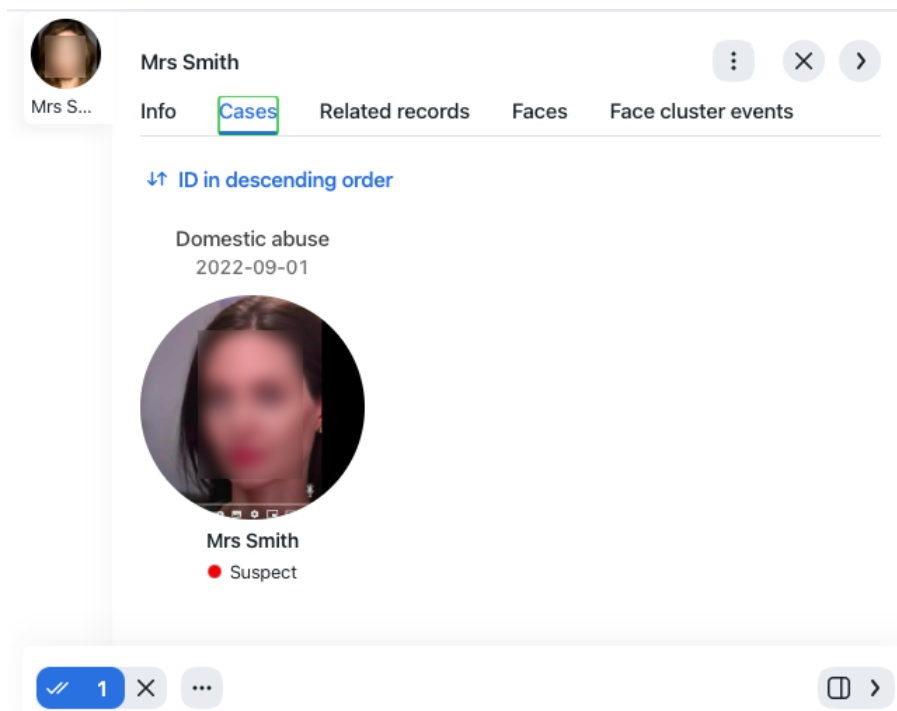 Mrs Smith
Mrs S...
Info Cases Related records Faces Face cluster events
ID in descending order
Domestic abuse
2022-09-01
Mrs Smith
Suspect
1